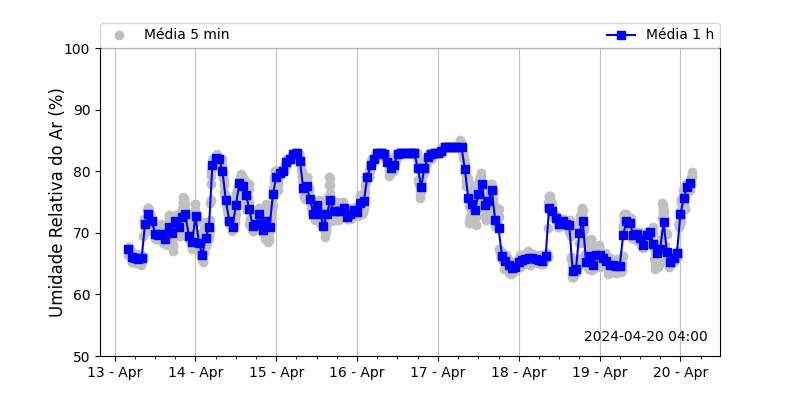 Média 5 min
Média 1 h
Umidade Relativa do Ar (%)
100
90
80
70
60
50
2024-04-20 04:00
13 - Apr
14 - Apr
15 - Apr
16 - Apr
17 - Apr
18 - Apr
19 - Apr
20 - Apr